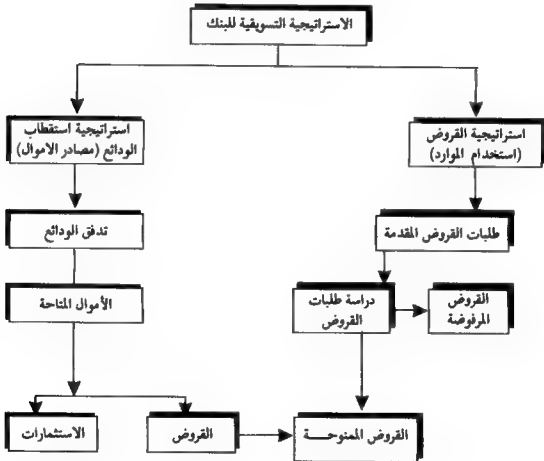 الاستراتيجية التسويقية للبنك
استراتيجية القروض
(استخدام الموارد)
استراتيجية استقطاب
الودائع (مصادر الاموال)
طلبات القروض المقدمة
تدفق الودائع
القروض
المرفوضة
دراسة طلبات
القروض
الأموال المتاحة
القروض الممنوحـــة
القروض
الاستثمارات